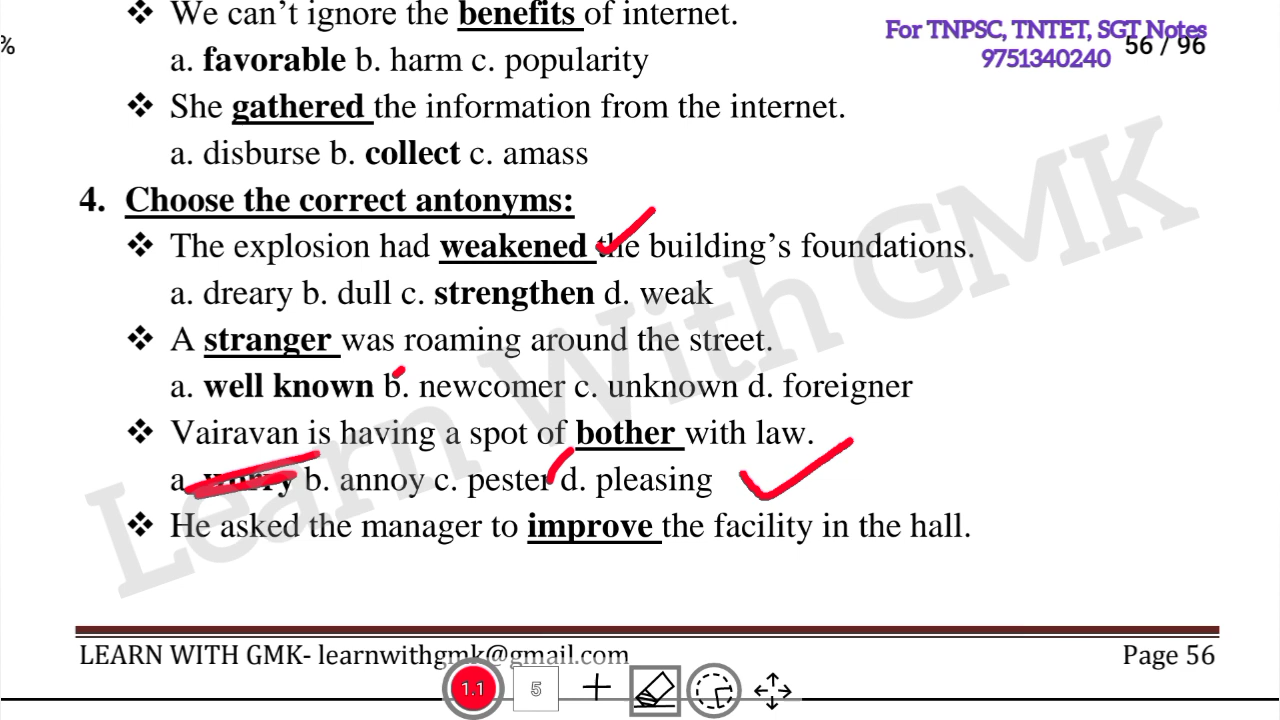 ❖ We can’t ignore the benefits of internet.
For TNPSC, TNTET, SGT Notes
9751340240
56 / 96
%
a. favorable b. harm c. popularity
❖ She gathered the information from the internet.
a. disburse b. collect c. amass
4. Choose the correct antonyms:
❖ The explosion had weakened the building’s foundations.
a. dreary b. dull c. strengthen d. weak
❖ A stranger was roaming around the street.
a. well known b. newcomer c. unknown d. foreigner
❖ Vairavan is having a spot of bother with law.
a. worry b. annoy c. pester d. pleasing
❖ He asked the manager to improve the facility in the hall.
Learn With GMK
LEARN WITH GMK- learnwithgmk@gmail.com Page 56
1.1 5